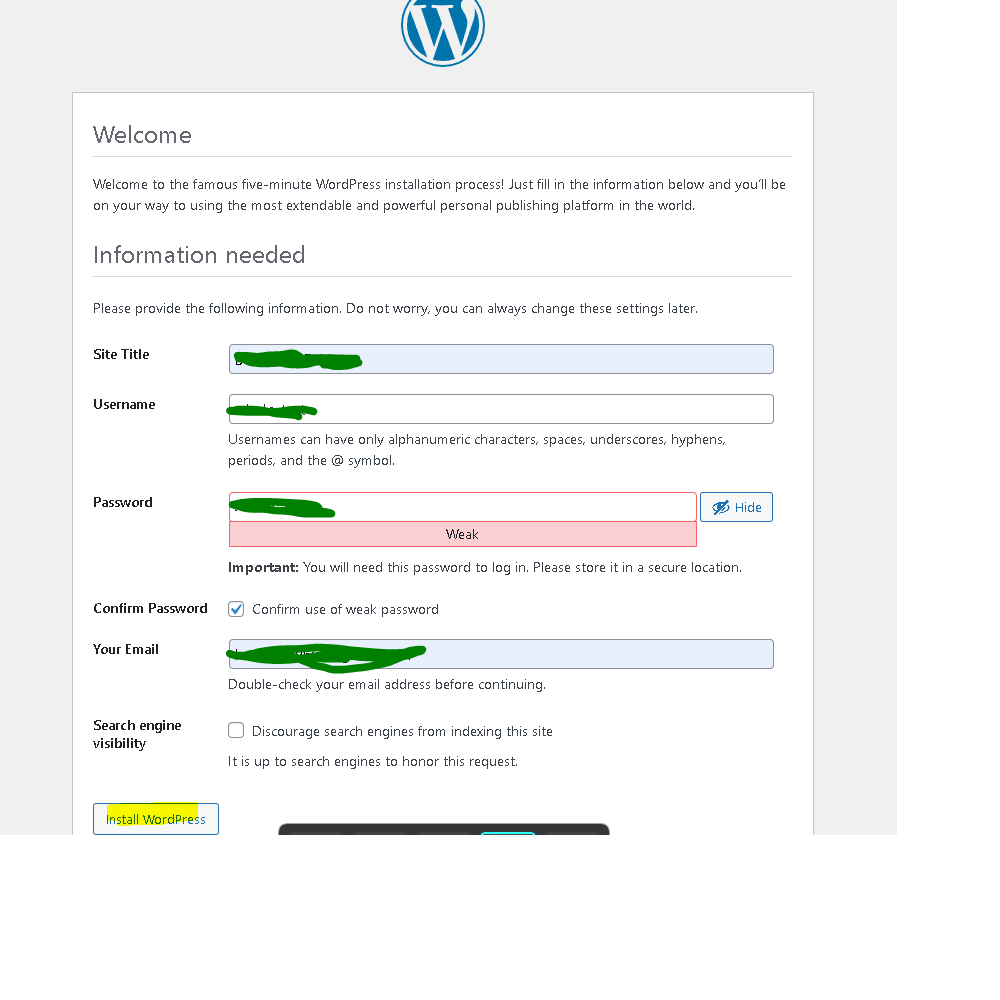 Welcome
Welcome to the famous five-minute WordPress installation process! Just fill in the information below and you'll be
on your way to using the most extendable and powerful personal publishing platform in the world.
Information needed
Please provide the following information. Do not worry, you can always change these settings later.
Site Title
Username
Usernames can have only alphanumeric characters, spaces, underscores, hyphens,
periods, and the @ symbol.
Password
Hide
Weak
Important: You will need this password to log in. Please store it in a secure location.
Confirm Password
Confirm use of weak password
Your Email
Double-check your email address before continuing.
Search engine
visibility
Discourage search engines from indexing this site
It is up to search engines to honor this request.
Install WordPress